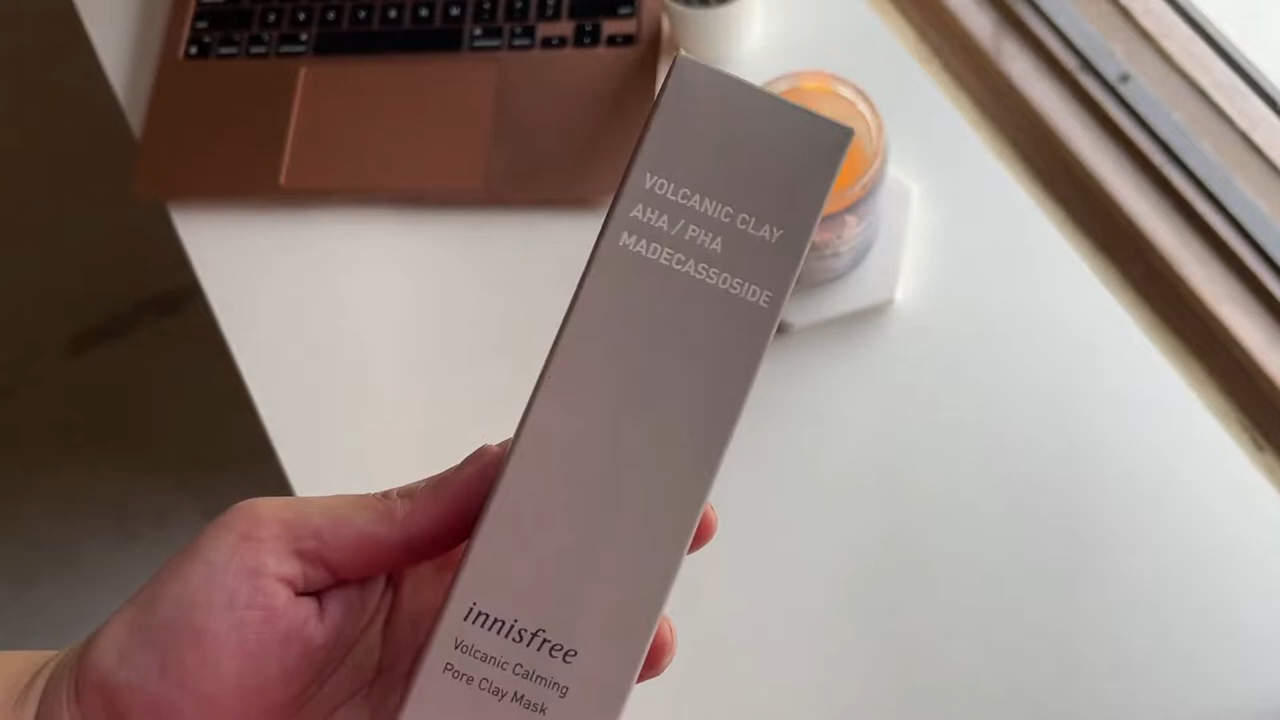 VOLCANIC CLAY
AHA / PHA
MADECASSOSIDE
innisfree
Volcanic Calming
Pore Clay Mask